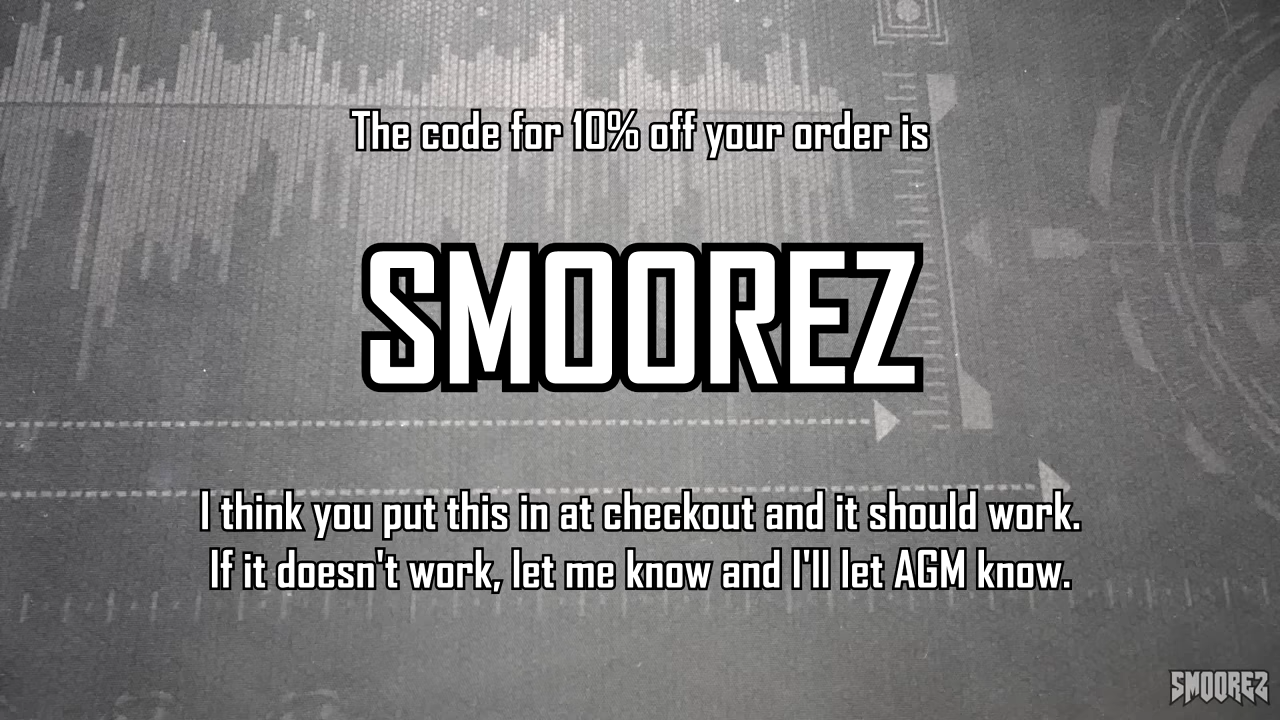 The code for 10% off your order is
SMOOREZ
I think you put this in at checkout and it should work.
If it doesn't work, let me know and I'll let AGM know.
SMOOREZ